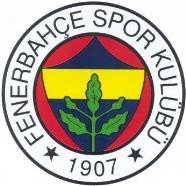 FENERBAHÇE SPOR KULÜBÜ
★ 1907 ★